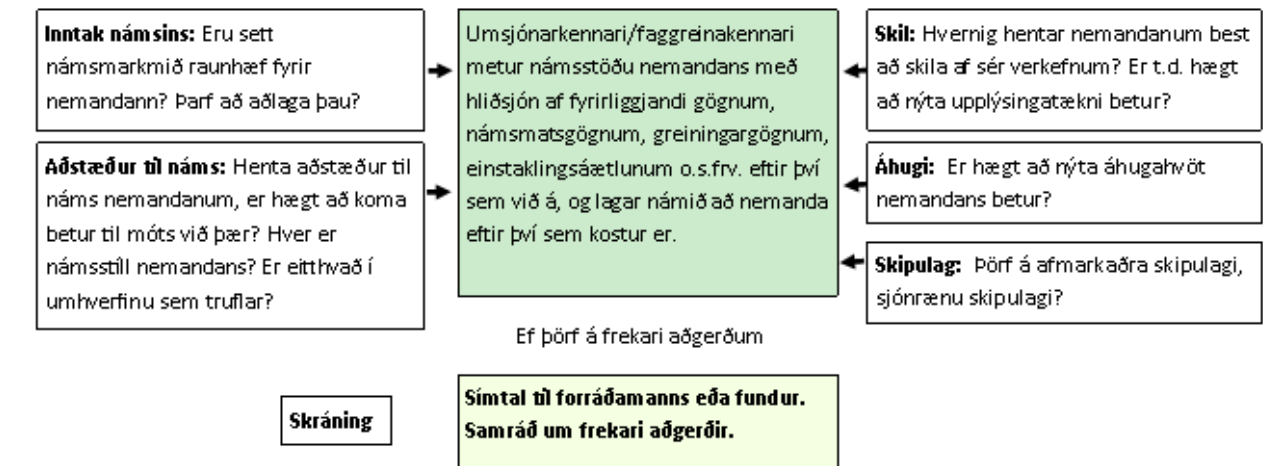 Inntak námsins: Eru sett
námsmarkmið raunhæf fyrir
nemandann? Þarf að aðlaga þau?
Aðstæður til náms: Henta aðstæður til
náms nemandanum, er hægt að koma
betur til móts við þær? Hver er
námsstíll nemandans? Er eitthvað í
umhverfinu sem truflar?
Umsjónarkennari/faggreinakennari
metur námsstöðu nemandans með
hliðsjón af fyrirliggjandi gögnum,
námsmatsgögnum, greiningargögnum,
einstaklingsáætlunum o.s.frv. eftir því
sem við á, og lagar námið að nemanda
eftir því sem kostur er.
Skil: Hvernig hentar nemandanum best
að skila af sér verkefnum? Er t.d. hægt
að nýta upplýsingatækni betur?
Áhugi: Er hægt að nýta áhugahvöt
nemandans betur?
Skipulag: Þörf á afmarkaðra skipulagi,
sjónrænu skipulagi?
Ef þörf á frekari aðgerðum
Skráning
Símtal til forráðamanns eða fundur.
Samráð um frekari aðgerðir.